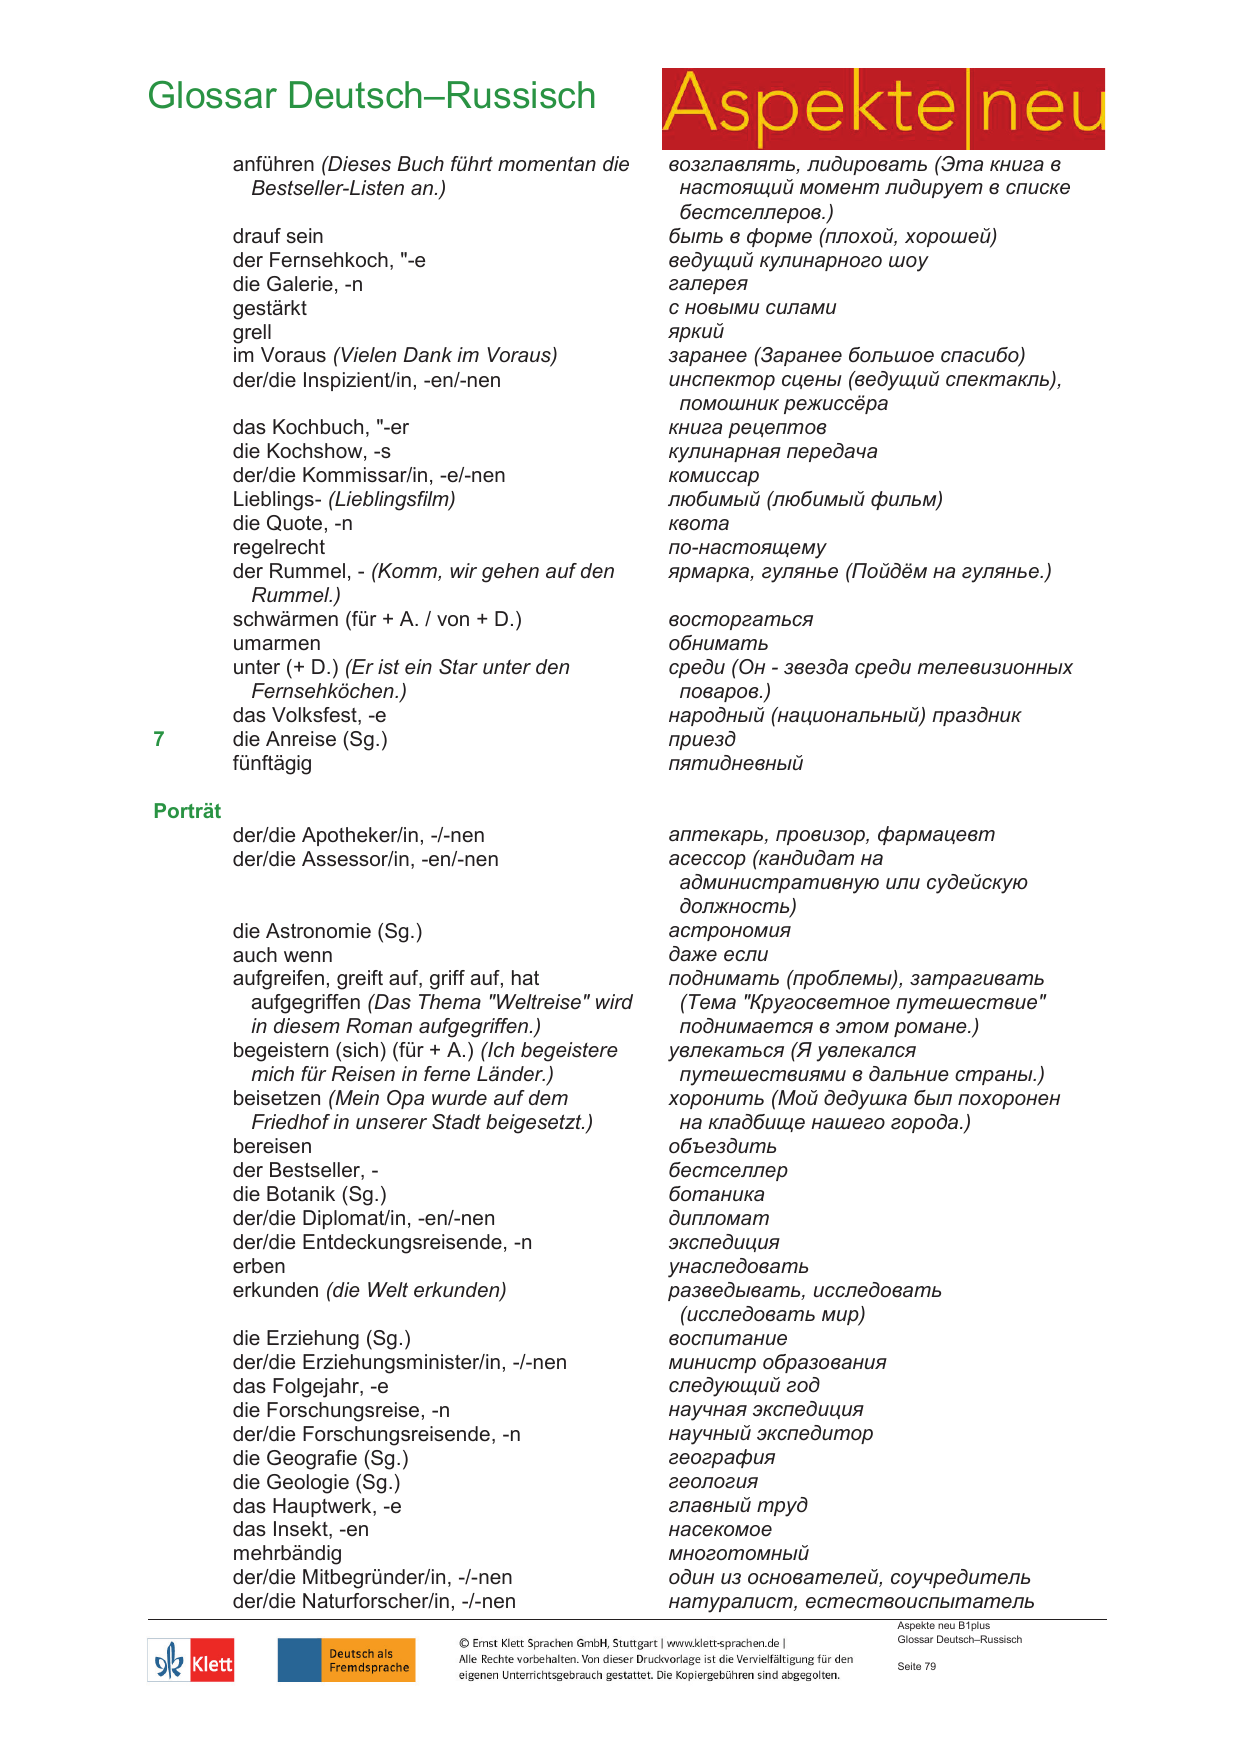 Glossar Deutsch–Russisch
Aspekte|neu
anführen (Dieses Buch führt momentan die возглавлять, лидировать (Эта книга в
Bestseller-Listen an.) настоящий момент лидирует в списке
бестселлеров.)
drauf sein быть в форме (плохой, хорошей)
der Fernsehkoch, "-e ведущий кулинарного шоу
die Galerie, -n галерея
gestärkt с новыми силами
grell яркий
im Voraus (Vielen Dank im Voraus) заранее (Заранее большое спасибо)
der/die Inspizient/in, -en/-nen инспектор сцены (ведущий спектакль),
помошник режиссёра
das Kochbuch, "-er книга рецептов
die Kochshow, -s кулинарная передача
der/die Kommissar/in, -e/-nen комиссар
Lieblings- (Lieblingsfilm) любимый (любимый фильм)
die Quote, -n квота
regelrecht по-настоящему
der Rummel, - (Komm, wir gehen auf den ярмарка, гулянье (Пойдём на гулянье.)
Rummel.)
schwärmen (für + A. / von + D.) восторгаться
umarmen обнимать
unter (+ D.) (Er ist ein Star unter den среди (Он - звезда среди телевизионных
Fernsehköchen.) поваров.)
das Volksfest, -e народный (национальный) праздник
7 die Anreise (Sg.) приезд
fünftägig пятидневный
Porträt
der/die Apotheker/in, -/-nen аптекарь, провизор, фармацевт
der/die Assessor/in, -en/-nen асессор (кандидат на
административную или судейскую
должность)
die Astronomie (Sg.) астрономия
auch wenn даже если
aufgreifen, greift auf, griff auf, hat поднимать (проблемы), затрагивать
aufgegriffen (Das Thema "Weltreise" wird (Тема "Кругосветное путешествие"
in diesem Roman aufgegriffen.) поднимается в этом романе.)
begeistern (sich) (für + A.) (Ich begeistere увлекаться (Я увлекался
mich für Reisen in ferne Länder.) путешествиями в дальние страны.)
beisetzen (Mein Opa wurde auf dem хоронить (Мой дедушка был похоронен
Friedhof in unserer Stadt beigesetzt.) на кладбище нашего города.)
bereisen объездить
der Bestseller, - бестселлер
die Botanik (Sg.) ботаника
der/die Diplomat/in, -en/-nen дипломат
der/die Entdeckungsreisende, -n экспедиция
erben унаследовать
erkunden (die Welt erkunden) разведывать, исследовать
(исследовать мир)
die Erziehung (Sg.) воспитание
der/die Erziehungsminister/in, -/-nen министр образования
das Folgejahr, -e следующий год
die Forschungsreise, -n научная экспедиция
der/die Forschungsreisende, -n научный экспедитор
die Geografie (Sg.) география
die Geologie (Sg.) геология
das Hauptwerk, -e главный труд
das Insekt, -en насекомое
mehrbändig многотомный
der/die Mitbegründer/in, -/-nen один из основателей, соучредитель
der/die Naturforscher/in, -/-nen натуралист, естествоиспытатель
Klett
Deutsch als
Fremdsprache
© Ernst Klett Sprachen GmbH, Stuttgart | www.klett-sprachen.de |
Alle Rechte vorbehalten. Von dieser Druckvorlage ist die Vervielfältigung für den
eigenen Unterrichtsgebrauch gestattet. Die Kopiergebühren sind abgegolten.
Aspekte neu B1plus
Glossar Deutsch–Russisch
Seite 79